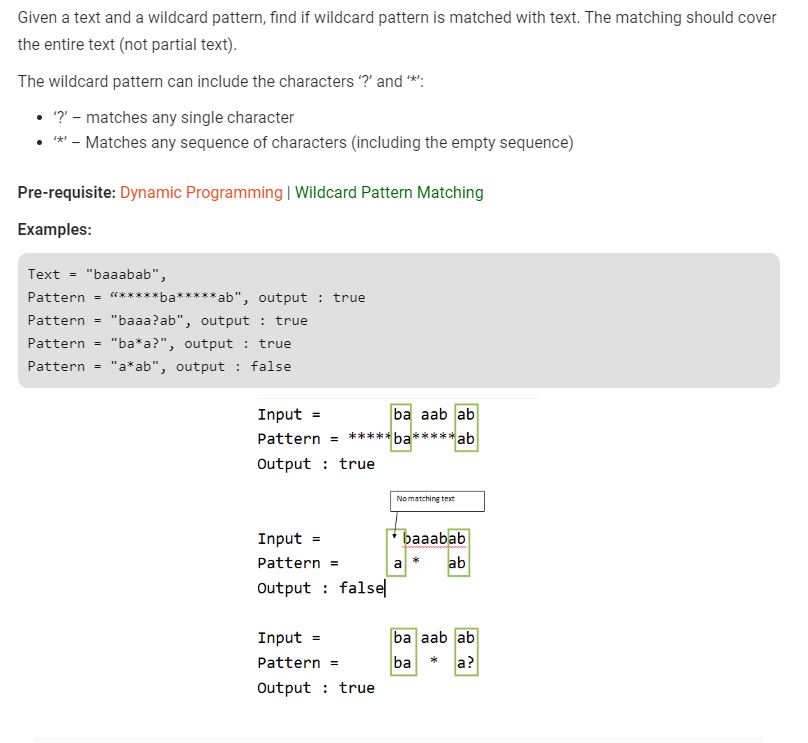 Given a text and a wildcard pattern, find if wildcard pattern is matched with text. The matching should cover
the entire text (not partial text).
The wildcard pattern can include the characters ‘?’ and ‘*’:
• ‘?’ – matches any single character
• ‘*’ – Matches any sequence of characters (including the empty sequence)
Pre-requisite: Dynamic Programming | Wildcard Pattern Matching
Examples:
Text = "baaabab",
Pattern = “*****ba*****ab", output : true
Pattern = "baaa?ab", output : true
Pattern = "ba*a?", output : true
Pattern = "a*ab", output : false
Input = ba aab ab
Pattern = *****ba*****ab
Output : true
No matching text
Input = baaabab
Pattern = a * ab
Output : false
Input = ba aab ab
Pattern = ba * a?
Output : true